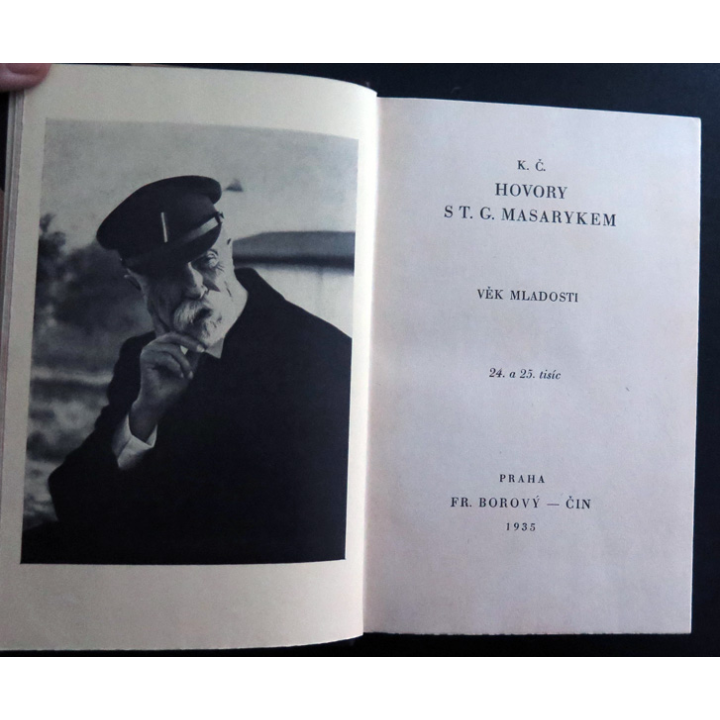 K. Č.
HOVORY
S T. G. MASARYKEM
VĚK MLADOSTI
24. a 25. tisíc
PRAHA
FR. BOROVÝ — ČIN
1935